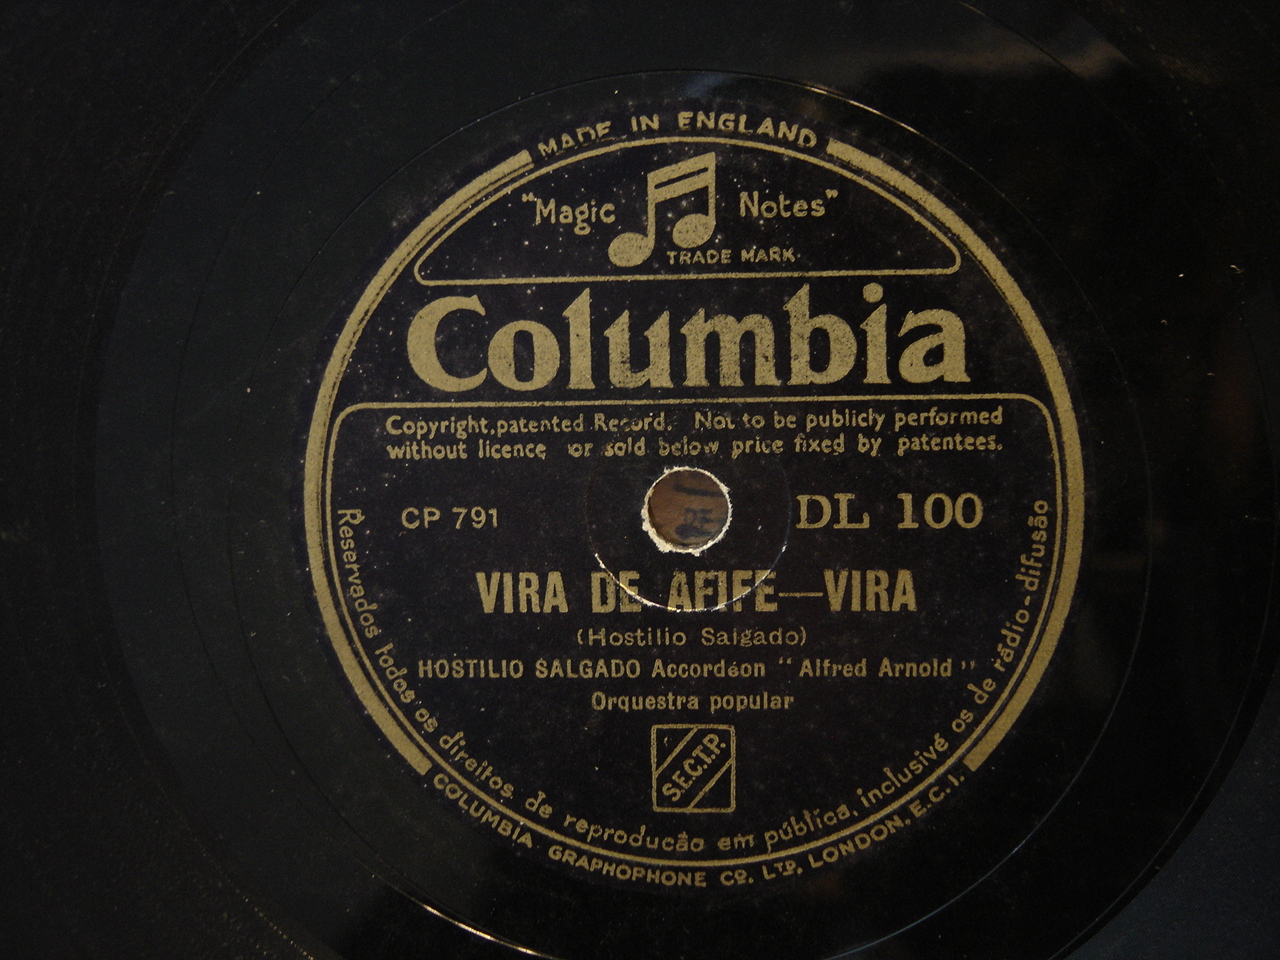 MADE IN ENGLAND
"Magic Notes"
TRADE MARK.
Columbia
Copyright, patented Record. Not to be publicly performed
without licence or sold below price fixed by patentees.
CP 791 DL 100
VIRA DE AFIFE—VIRA
(Hostilio Salgado)
HOSTILIO SALGADO Accordéon "Alfred Arnold"
Orquestra popular
S.E.C.T.P.
Reservados todos os direitos de reproducão em pública, inclusivé os de rádio-difusão
COLUMBIA GRAPHOPHONE CO. LTD. LONDON. E.C.1.